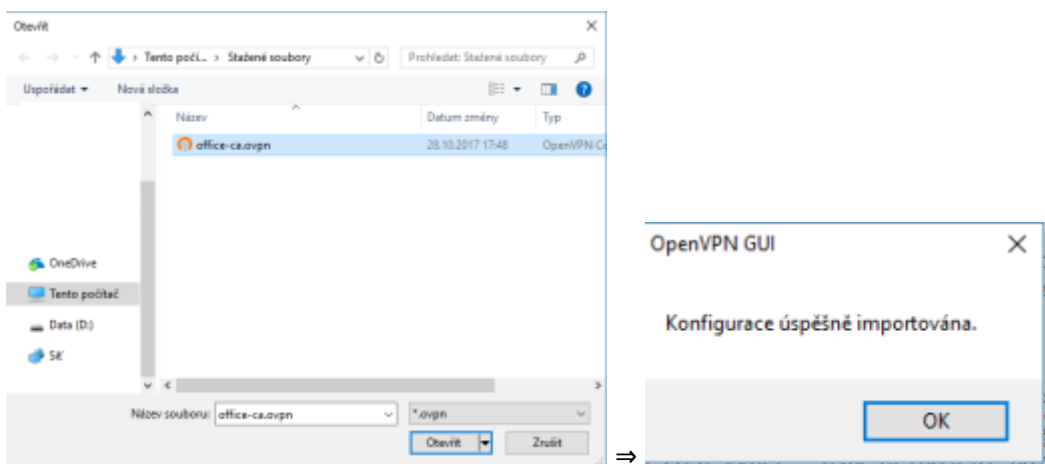 Otevřít
Tento počí... › Stažené soubory
Prohledat: Stažené soubory
Uspořádat
Nová složka
Název
Datum změny
Typ
office-ca.ovpn
28.10.2017 17:48
OpenVPN Co
OneDrive
Tento počítač
Data (D:)
Síť
Název souboru:
office-ca.ovpn
*.ovpn
Otevřít
Zrušit
⇒
OpenVPN GUI
Konfigurace úspěšně importována.
OK